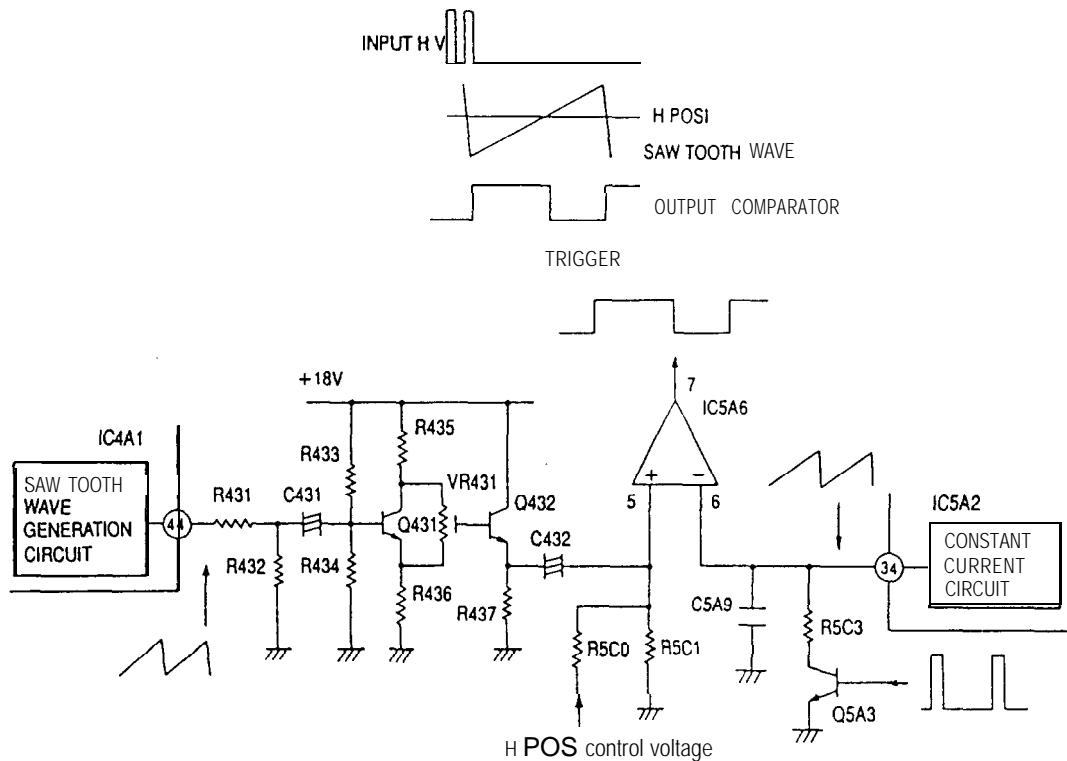 INPUT H V
H POSI
SAW TOOTH WAVE
OUTPUT COMPARATOR
TRIGGER
+18V
7
IC5A6
IC4A1
R435
R433
VR431
+ −
5 6
IC5A2
SAW TOOTH
WAVE
GENERATION
CIRCUIT
44
R431
C431
Q431
Q432
C432
34
CONSTANT
CURRENT
CIRCUIT
R432
R434
R436
R437
C5A9
R5C3
R5C0
R5C1
Q5A3
H POS control voltage